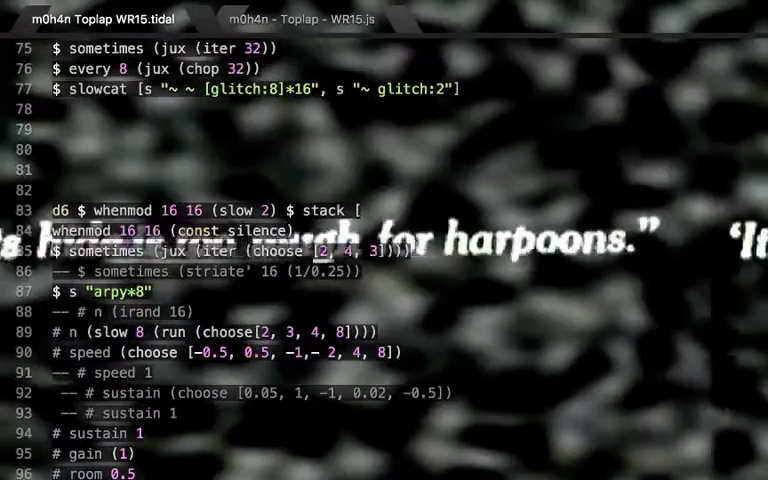 m0h4n Toplap WR15.tidal
m0h4n - Toplap - WR15.js
75 $ sometimes (jux (iter 32))
76 $ every 8 (jux (chop 32))
77 $ slowcat [s "~ ~ [glitch:8]*16", s "~ glitch:2"]
78
79
80
81
82
83 d6 $ whenmod 16 16 (slow 2) $ stack [
84 whenmod 16 16 (const silence)
for harpoons.” ‘It
85 $ sometimes (jux (iter (choose [2, 4, 3])))
86 -- $ sometimes (striate' 16 (1/0.25))
87 $ s "arpy*8"
88 -- # n (irand 16)
89 # n (slow 8 (run (choose[2, 3, 4, 8])))
90 # speed (choose [-0.5, 0.5, -1,- 2, 4, 8])
91 -- # speed 1
92 -- # sustain (choose [0.05, 1, -1, 0.02, -0.5])
93 -- # sustain 1
94 # sustain 1
95 # gain (1)
96 # room 0.5